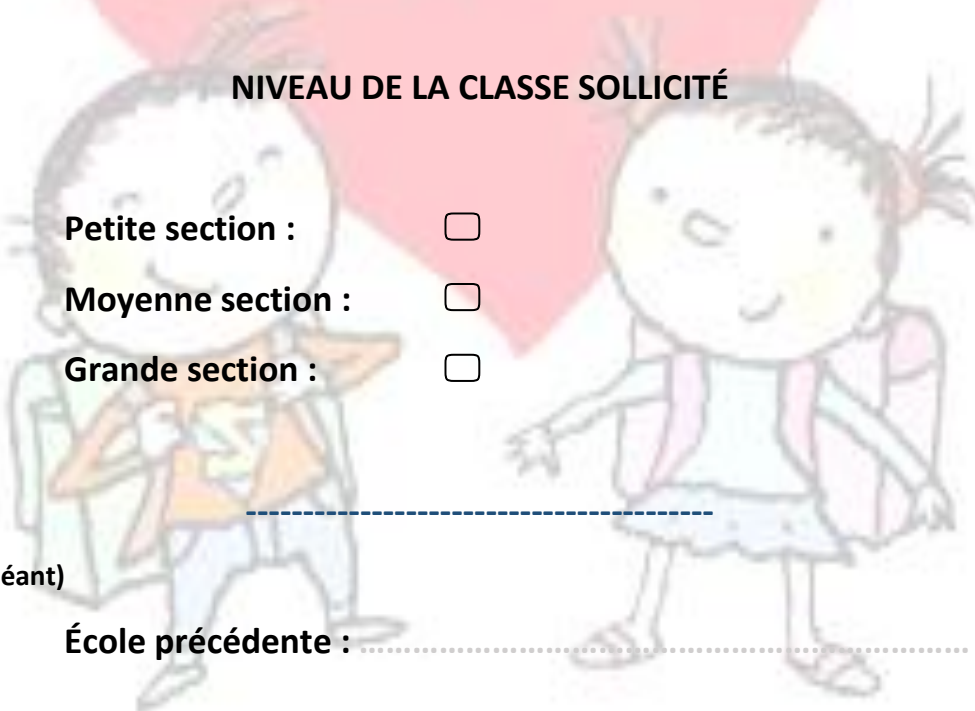 NIVEAU DE LA CLASSE SOLLICITÉ
Petite section :
Moyenne section :
Grande section :
----------------------------------------
éant)
École précédente : ........................................................................